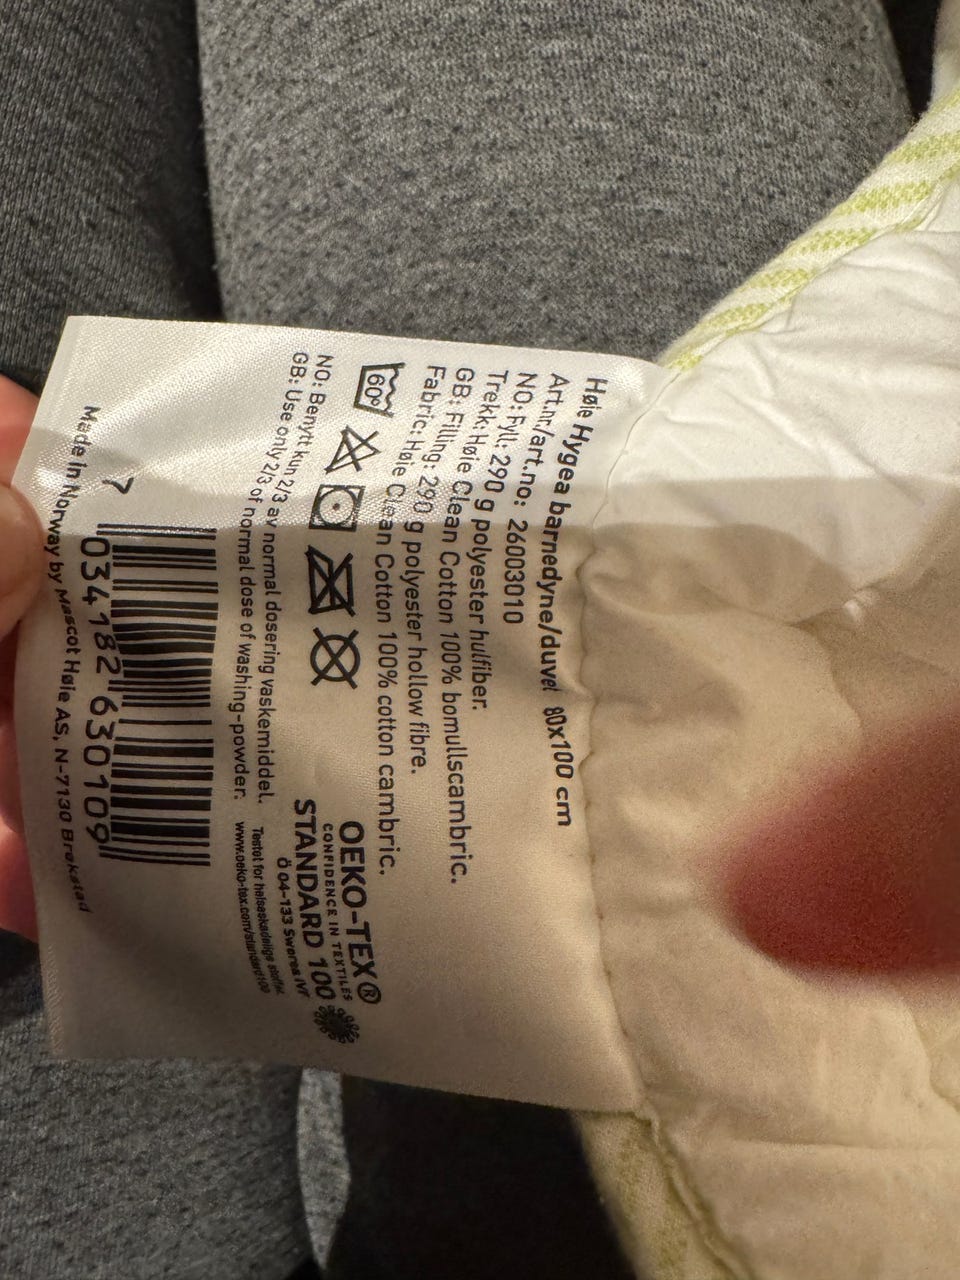 Høie Hygea barnedyne/duvet 80x100 cm
Art.nr/art.no: 26003010
NO: Fyll: 290 g polyester hulfiber.
Trekk: Høie Clean Cotton 100% bomullscambric.
GB: Filling: 290 g polyester hollow fibre.
Fabric: Høie Clean Cotton 100% cotton cambric.
60°
NO: Benytt kun 2/3 av normal dosering vaskemiddel.
GB: Use only 2/3 of normal dose of washing-powder.
OEKO-TEX®
CONFIDENCE IN TEXTILES
STANDARD 100
Ö 04-133 Swerea IVF
Testet for helseskadelige stoffer.
www.oeko-tex.com/standard100
7 034182 630109
Made in Norway by Mascot Høie AS, N-7130 Brekstad